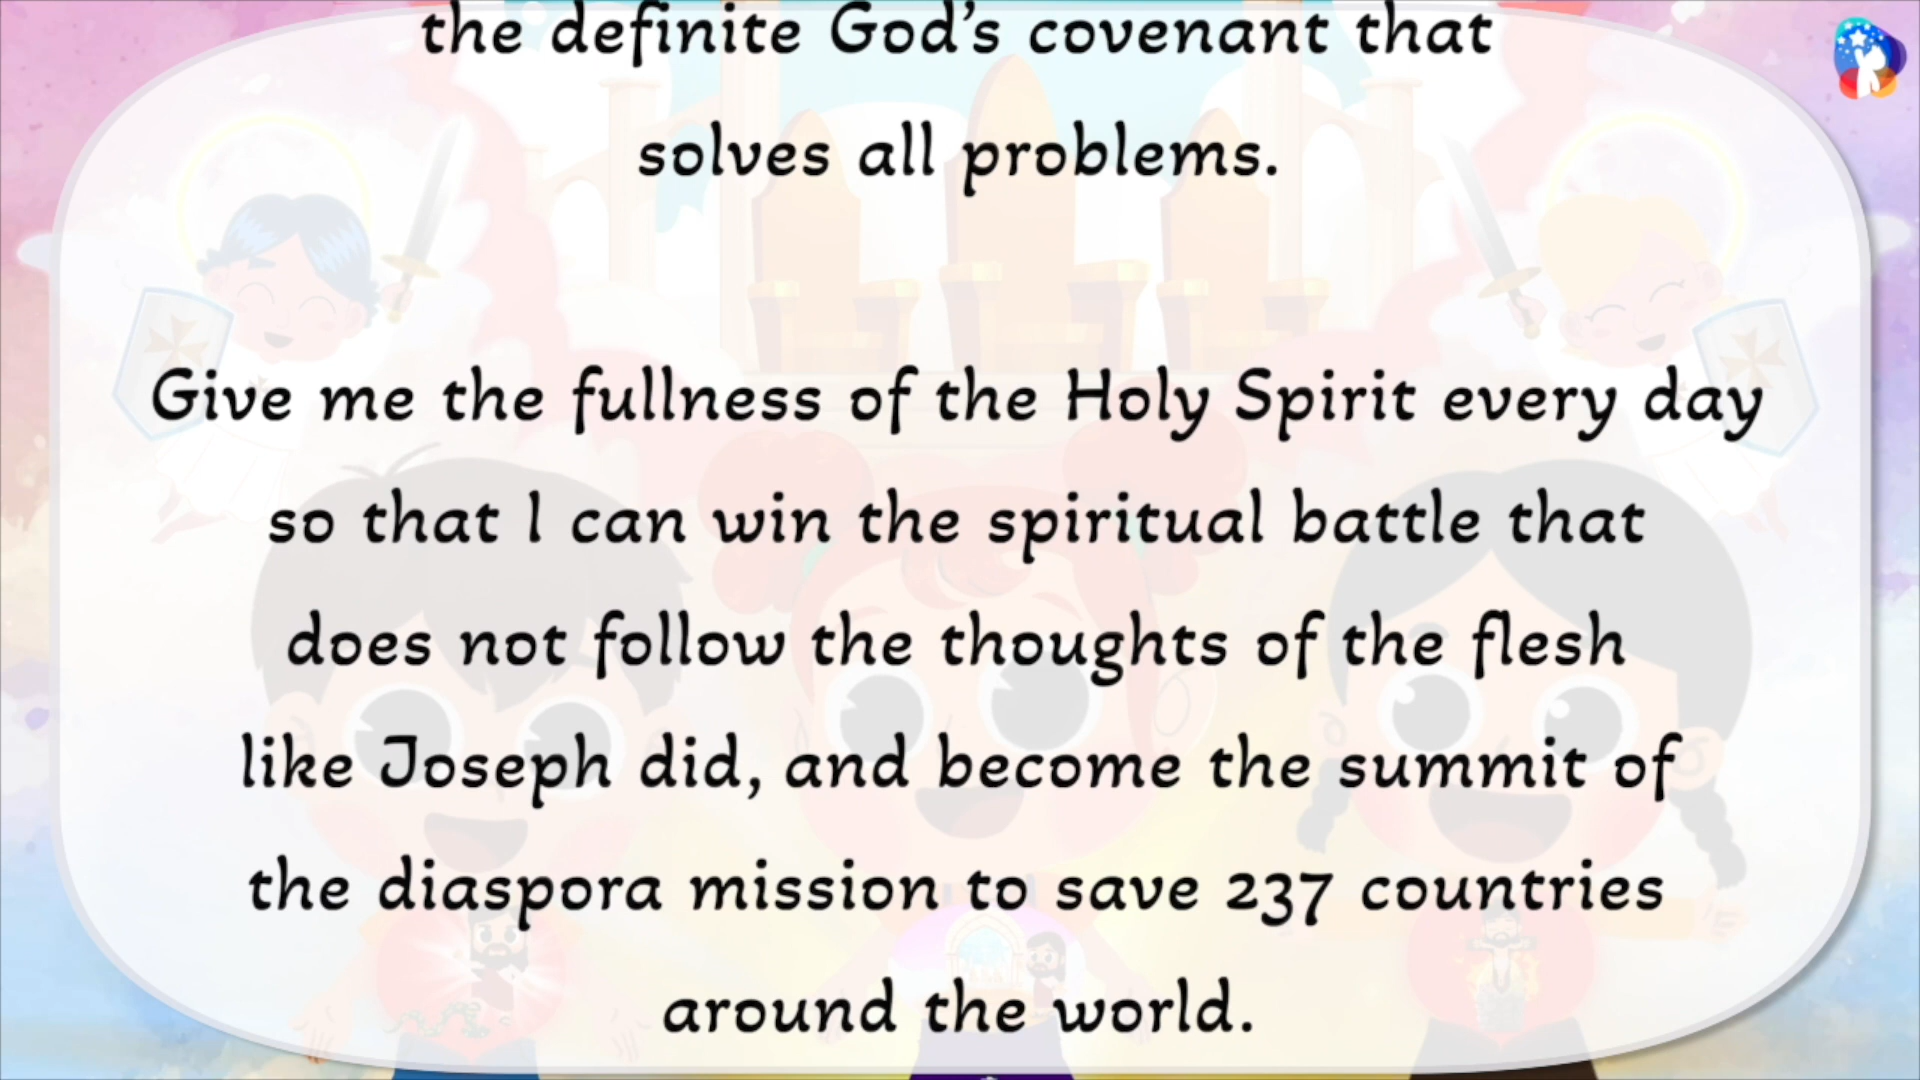 the definite God’s covenant that
solves all problems.
Give me the fullness of the Holy Spirit every day
so that I can win the spiritual battle that
does not follow the thoughts of the flesh
like Joseph did, and become the summit of
the diaspora mission to save 237 countries
around the world.